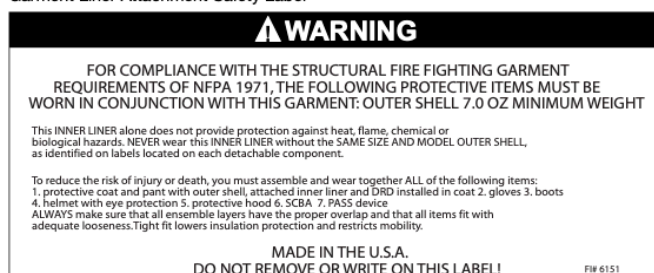 Garment Liner Attachment Safety Label
WARNING
FOR COMPLIANCE WITH THE STRUCTURAL FIRE FIGHTING GARMENT
REQUIREMENTS OF NFPA 1971, THE FOLLOWING PROTECTIVE ITEMS MUST BE
WORN IN CONJUNCTION WITH THIS GARMENT: OUTER SHELL 7.0 OZ MINIMUM WEIGHT
This INNER LINER alone does not provide protection against heat, flame, chemical or
biological hazards. NEVER wear this INNER LINER without the SAME SIZE AND MODEL OUTER SHELL,
as identified on labels located on each detachable component.
To reduce the risk of injury or death, you must assemble and wear together ALL of the following items:
1. protective coat and pant with outer shell, attached inner liner and DRD installed in coat 2. gloves 3. boots
4. helmet with eye protection 5. protective hood 6. SCBA 7. PASS device
ALWAYS make sure that all ensemble layers have the proper overlap and that all items fit with
adequate looseness.Tight fit lowers insulation protection and restricts mobility.
MADE IN THE U.S.A.
DO NOT REMOVE OR WRITE ON THIS LABEL!
FI# 6151